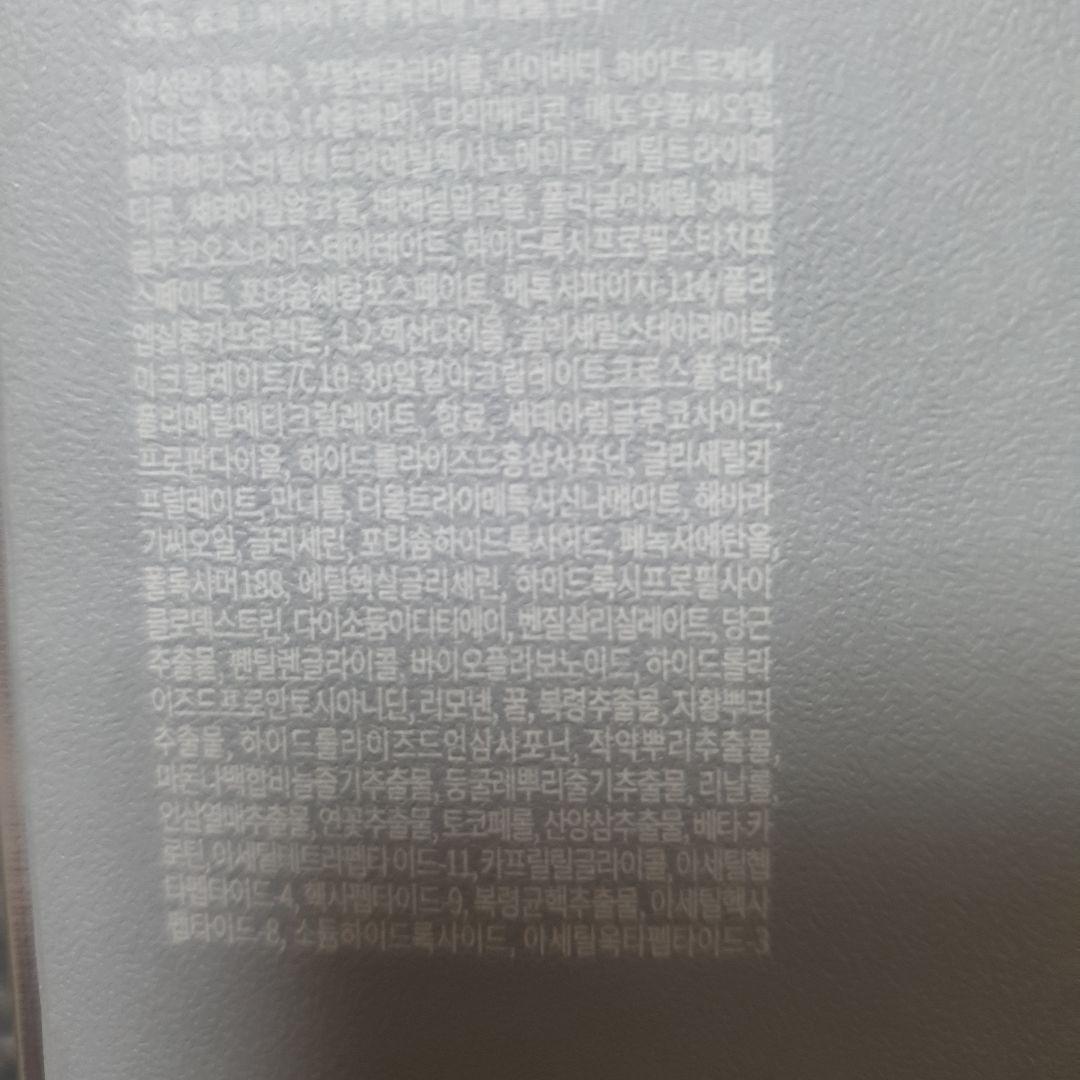 전성분: 정제수, 부틸렌글라이콜, 시어버터, 하이드로제네
이티드폴리(C6-14올레핀), 다이메티콘, 메도우폼씨오일,
펜타에리스리틸테트라에틸헥사노에이트, 메틸트라이메
티콘, 세테아릴알코올, 베헤닐알코올, 폴리글리세릴-3메틸
글루코오스다이스테아레이트, 하이드록시프로필스타치포
스페이트, 포타슘세틸포스페이트, 메톡시피이지-114/폴리
엡실론카프로락톤, 1,2-헥산다이올, 글리세릴스테아레이트,
아크릴레이트/C10-30알킬아크릴레이트크로스폴리머,
폴리메틸메타크릴레이트, 향료, 세테아릴글루코사이드,
프로판다이올, 하이드롤라이즈드홍삼사포닌, 글리세릴카
프릴레이트, 만니톨, 디올트라이메톡시신나메이트, 해바라
기씨오일, 글리세린, 포타슘하이드록사이드, 페녹시에탄올,
폴록사머188, 에틸헥실글리세린, 하이드록시프로필사이
클로덱스트린, 다이소듐이디티에이, 벤질살리실레이트, 당근
추출물, 펜틸렌글라이콜, 바이오플라보노이드, 하이드롤라
이즈드프로안토시아니딘, 리모넨, 꿀, 복령추출물, 지황뿌리
추출물, 하이드롤라이즈드인삼사포닌, 작약뿌리추출물,
마돈나백합비늘줄기추출물, 둥굴레뿌리줄기추출물, 리날룰,
인삼열매추출물, 연꽃추출물, 토코페롤, 산양삼추출물, 베타-카
로틴, 아세틸테트라펩타이드-11, 카프릴릴글라이콜, 아세틸헵
타펩타이드-4, 헥사펩타이드-9, 복령균핵추출물, 아세틸헥사
펩타이드-8, 소듐하이드록사이드, 아세틸옥타펩타이드-3